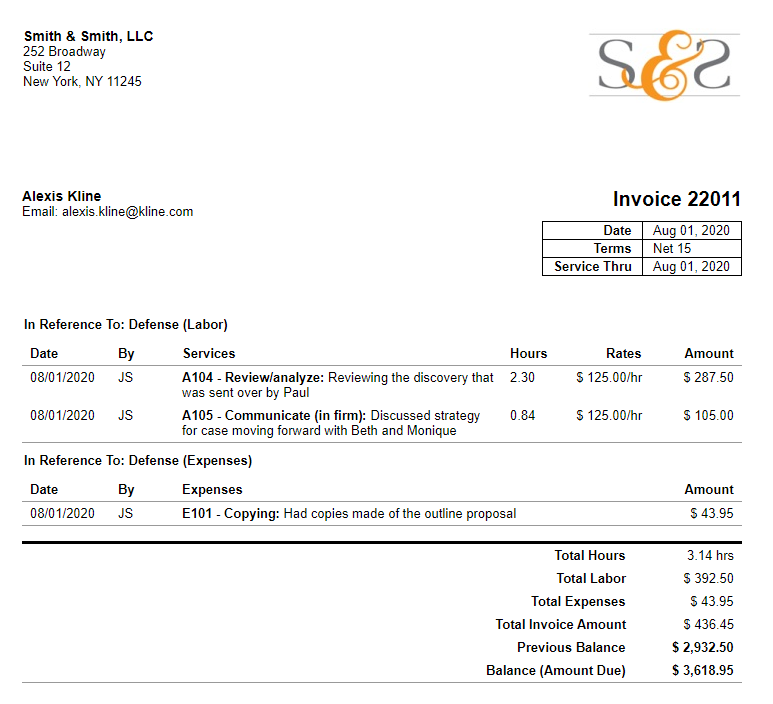 Smith & Smith, LLC
252 Broadway
Suite 12
New York, NY 11245
S&S
Alexis Kline
Email: alexis.kline@kline.com
Invoice 22011
Date Aug 01, 2020
Terms Net 15
Service Thru Aug 01, 2020
In Reference To: Defense (Labor)
Date By Services Hours Rates Amount
08/01/2020 JS A104 - Review/analyze: Reviewing the discovery that 2.30 $ 125.00/hr $ 287.50
was sent over by Paul
08/01/2020 JS A105 - Communicate (in firm): Discussed strategy 0.84 $ 125.00/hr $ 105.00
for case moving forward with Beth and Monique
In Reference To: Defense (Expenses)
Date By Expenses Amount
08/01/2020 JS E101 - Copying: Had copies made of the outline proposal $ 43.95
Total Hours 3.14 hrs
Total Labor $ 392.50
Total Expenses $ 43.95
Total Invoice Amount $ 436.45
Previous Balance $ 2,932.50
Balance (Amount Due) $ 3,618.95